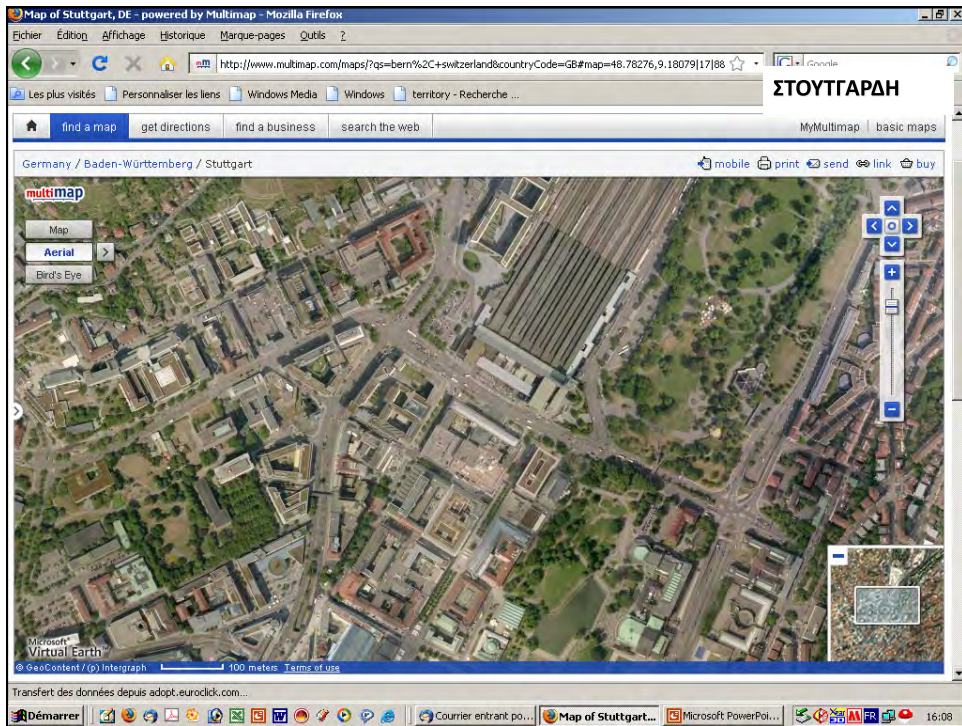 Map of Stuttgart, DE - powered by Multimap - Mozilla Firefox
Fichier Édition Affichage Historique Marque-pages Outils ?
http://www.multimap.com/maps/?qs=bern%2C+switzerland&countryCode=GB#map=48.78276,9.18079|17|88
Google
Les plus visités Personnaliser les liens Windows Media Windows territory - Recherche ...
ΣΤΟΥΤΓΑΡΔΗ
find a map get directions find a business search the web MyMultimap basic maps
Germany / Baden-Württemberg / Stuttgart mobile print send link buy
multimap
Map
Aerial >
Bird's Eye
Microsoft®
Virtual Earth™
© GeoContent / (p) Intergraph 100 meters Terms of use
Transfert des données depuis adopt.euroclick.com...
Démarrer Courrier entrant po... Map of Stuttgart... Microsoft PowerPoi... FR 16:08